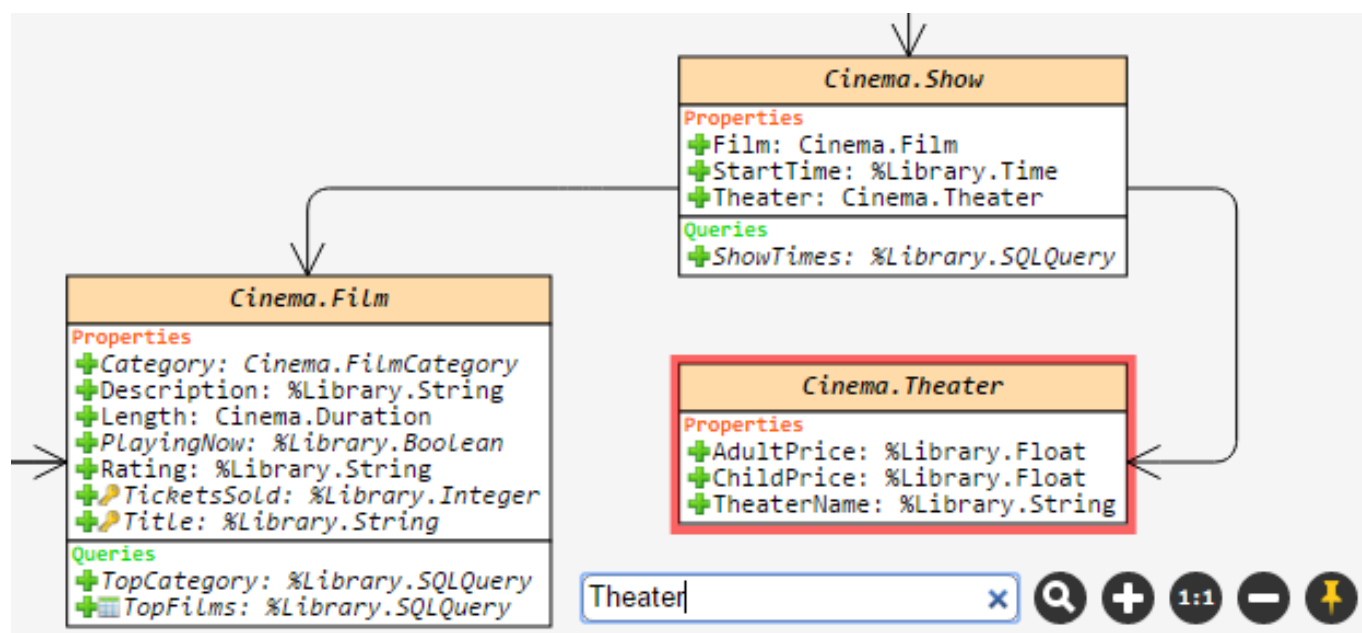 Cinema.Show
Properties
Film: Cinema.Film
StartTime: %Library.Time
Theater: Cinema.Theater
Queries
ShowTimes: %Library.SQLQuery
Cinema.Film
Properties
Category: Cinema.FilmCategory
Description: %Library.String
Length: Cinema.Duration
PlayingNow: %Library.Boolean
Rating: %Library.String
TicketsSold: %Library.Integer
Title: %Library.String
Queries
TopCategory: %Library.SQLQuery
TopFilms: %Library.SQLQuery
Cinema.Theater
Properties
AdultPrice: %Library.Float
ChildPrice: %Library.Float
TheaterName: %Library.String
Theater
1:1